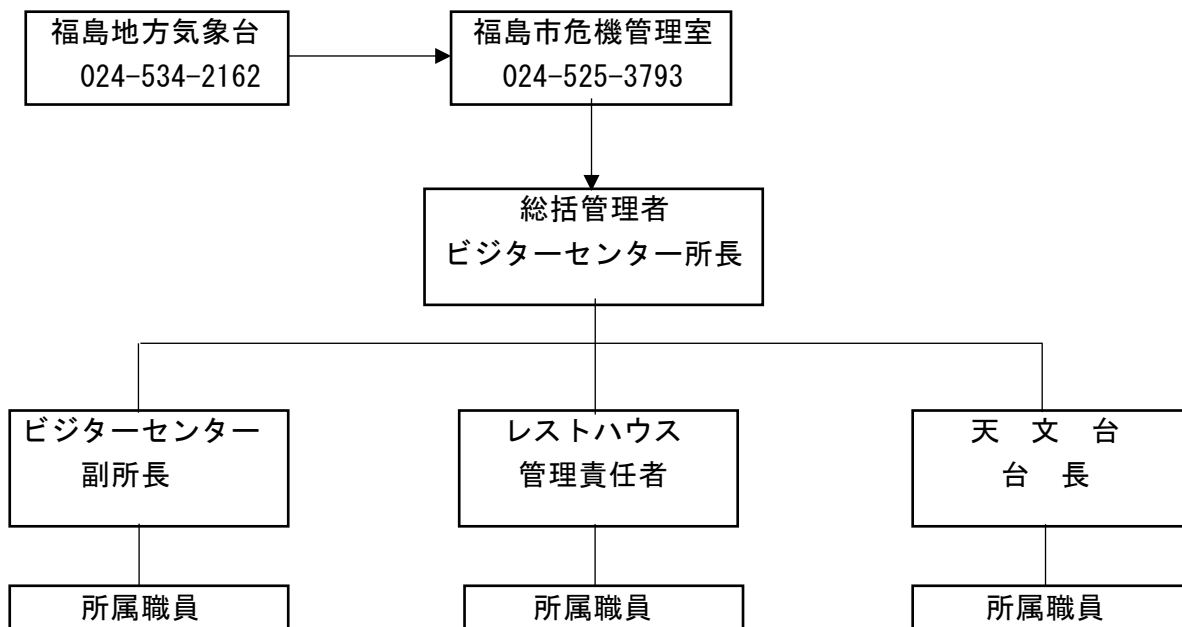 福島地方気象台
024-534-2162
福島市危機管理室
024-525-3793
総括管理者
ビジターセンター所長
ビジターセンター
副所長
レストハウス
管理責任者
天 文 台
台 長
所属職員
所属職員
所属職員